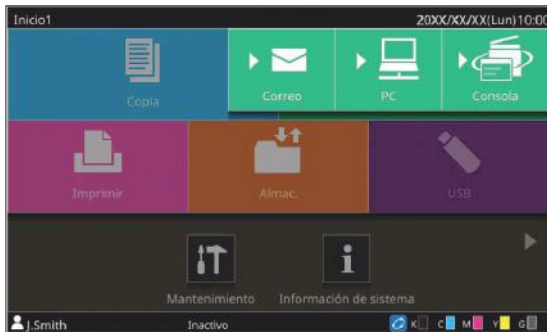 Inicio1
20XX/XX/XX(Lun)10:00
Copia
Correo
PC
Consola
Imprimir
Almac.
USB
Mantenimiento
Información de sistema
J.Smith
Inactivo
K C M Y G